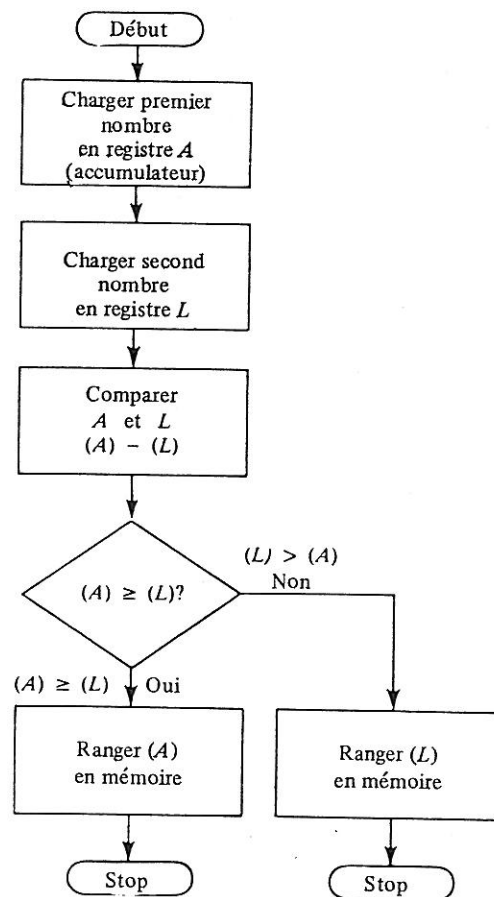 Début
Charger premier
nombre
en registre A
(accumulateur)
Charger second
nombre
en registre L
Comparer
A et L
(A) − (L)
(A) ≥ (L)?
(L) > (A)
Non
(A) ≥ (L) Oui
Ranger (A)
en mémoire
Ranger (L)
en mémoire
Stop
Stop